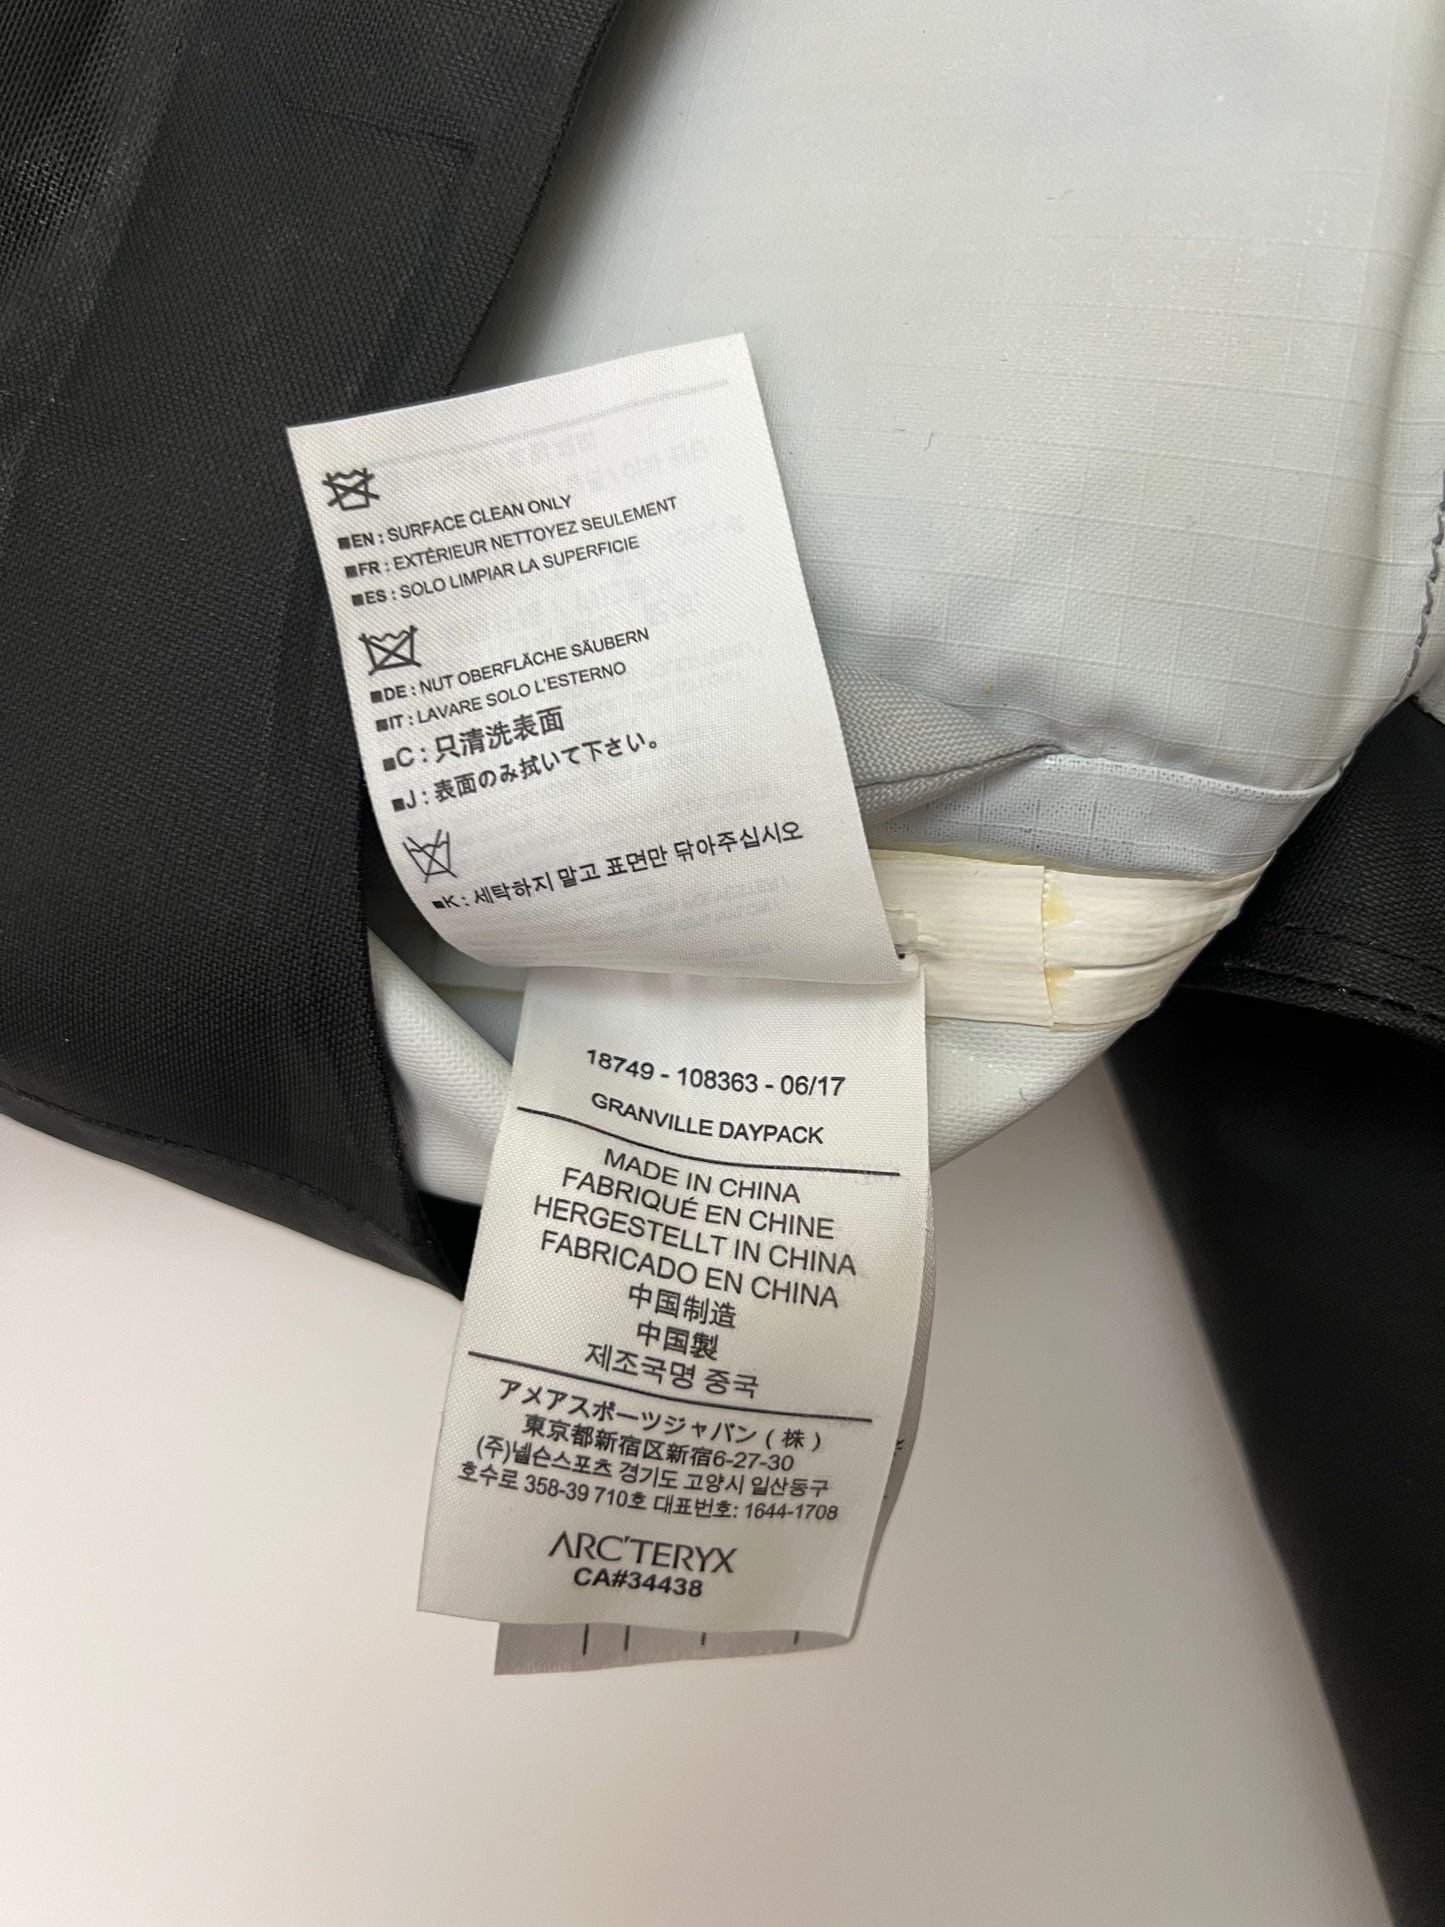 ■EN : SURFACE CLEAN ONLY
■FR : EXTÉRIEUR NETTOYEZ SEULEMENT
■ES : SOLO LIMPIAR LA SUPERFICIE
■DE : NUT OBERFLÄCHE SÄUBERN
■IT : LAVARE SOLO L'ESTERNO
■C : 只清洗表面
■J : 表面のみ拭いて下さい。
■K : 세탁하지 말고 표면만 닦아주십시오
18749 - 108363 - 06/17
GRANVILLE DAYPACK
MADE IN CHINA
FABRIQUÉ EN CHINE
HERGESTELLT IN CHINA
FABRICADO EN CHINA
中国制造
中国製
제조국명 중국
アメアスポーツジャパン ( 株 )
東京都新宿区新宿6-27-30
(주)넬슨스포츠 경기도 고양시 일산동구
호수로 358-39 710호 대표번호: 1644-1708
ARC'TERYX
CA#34438